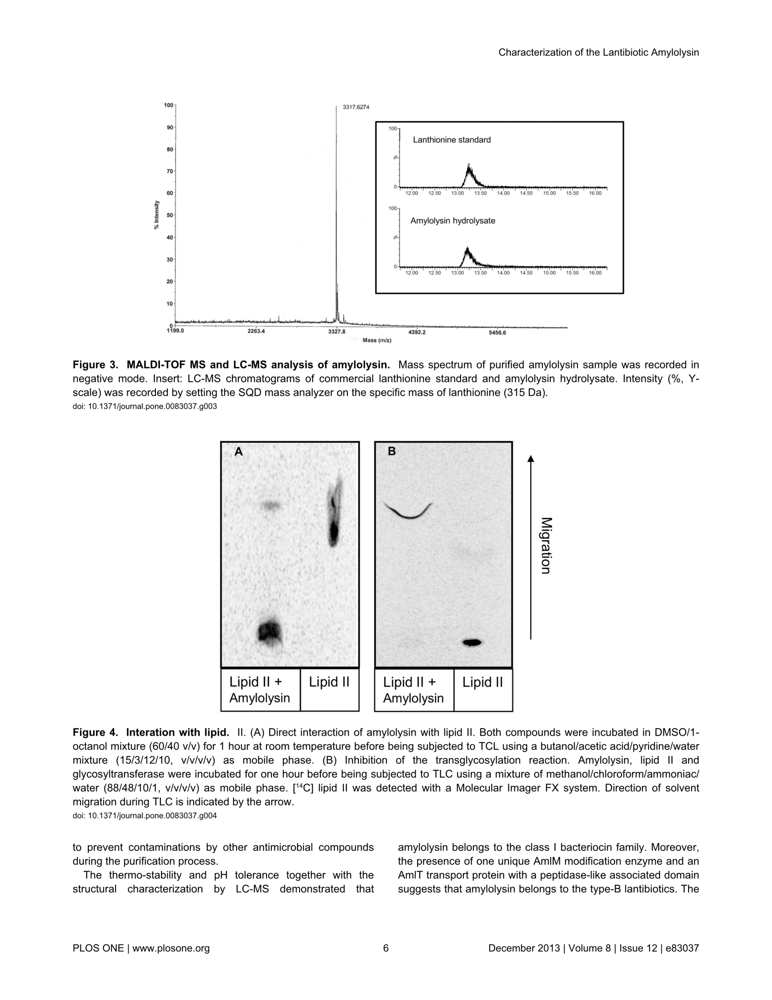 Characterization of the Lantibiotic Amylolysin
100
90
80
70
60
50
40
30
20
10
0
% Intensity
3317.6274
1199.0 2263.4 3327.8 4392.2 5456.6
Mass (m/z)
100
%
0
Lanthionine standard
12.00 12.50 13.00 13.50 14.00 14.50 15.00 15.50 16.00
100
%
0
Amylolysin hydrolysate
12.00 12.50 13.00 13.50 14.00 14.50 15.00 15.50 16.00
Figure 3. MALDI-TOF MS and LC-MS analysis of amylolysin. Mass spectrum of purified amylolysin sample was recorded in
negative mode. Insert: LC-MS chromatograms of commercial lanthionine standard and amylolysin hydrolysate. Intensity (%, Y-
scale) was recorded by setting the SQD mass analyzer on the specific mass of lanthionine (315 Da).
doi: 10.1371/journal.pone.0083037.g003
A
B
Migration
Lipid II +
Amylolysin
Lipid II
Lipid II +
Amylolysin
Lipid II
Figure 4. Interation with lipid. II. (A) Direct interaction of amylolysin with lipid II. Both compounds were incubated in DMSO/1-
octanol mixture (60/40 v/v) for 1 hour at room temperature before being subjected to TCL using a butanol/acetic acid/pyridine/water
mixture (15/3/12/10, v/v/v/v) as mobile phase. (B) Inhibition of the transglycosylation reaction. Amylolysin, lipid II and
glycosyltransferase were incubated for one hour before being subjected to TLC using a mixture of methanol/chloroform/ammoniac/
water (88/48/10/1, v/v/v/v) as mobile phase. [¹⁴C] lipid II was detected with a Molecular Imager FX system. Direction of solvent
migration during TLC is indicated by the arrow.
doi: 10.1371/journal.pone.0083037.g004
to prevent contaminations by other antimicrobial compounds
during the purification process.
The thermo-stability and pH tolerance together with the
structural characterization by LC-MS demonstrated that
amylolysin belongs to the class I bacteriocin family. Moreover,
the presence of one unique AmlM modification enzyme and an
AmlT transport protein with a peptidase-like associated domain
suggests that amylolysin belongs to the type-B lantibiotics. The
PLOS ONE | www.plosone.org
6
December 2013 | Volume 8 | Issue 12 | e83037